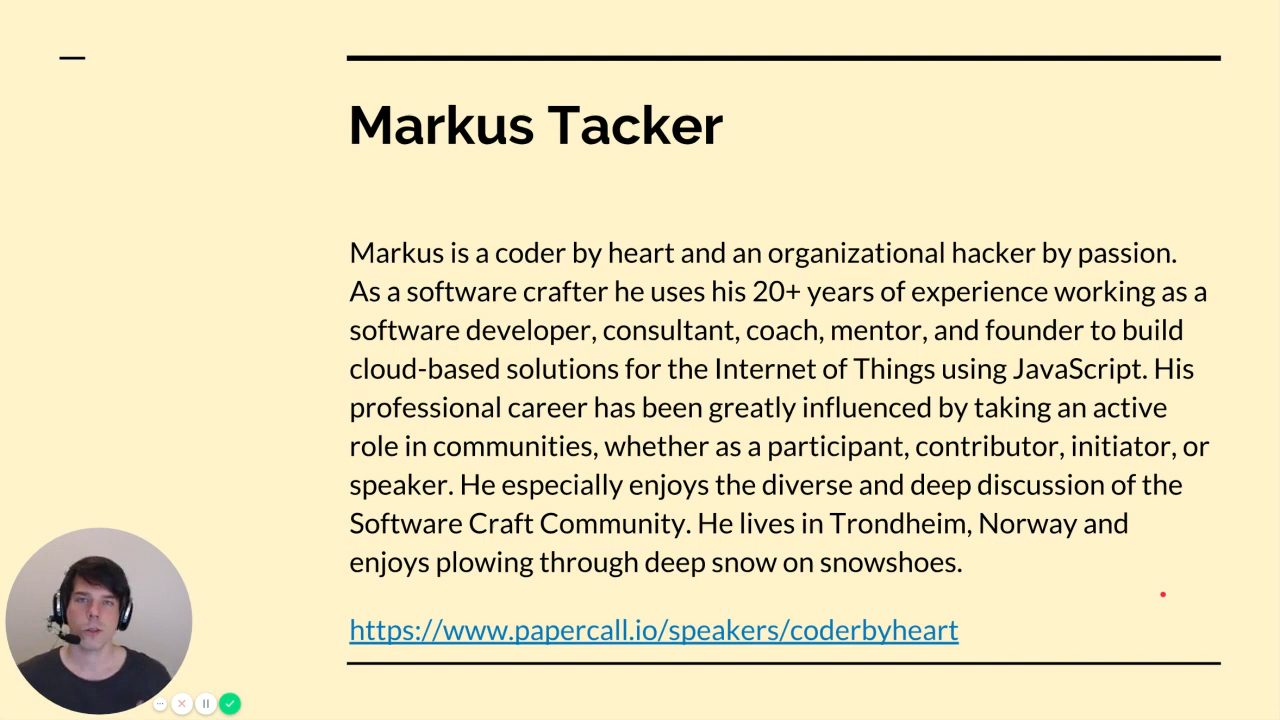 Markus Tacker
Markus is a coder by heart and an organizational hacker by passion.
As a software crafter he uses his 20+ years of experience working as a
software developer, consultant, coach, mentor, and founder to build
cloud-based solutions for the Internet of Things using JavaScript. His
professional career has been greatly influenced by taking an active
role in communities, whether as a participant, contributor, initiator, or
speaker. He especially enjoys the diverse and deep discussion of the
Software Craft Community. He lives in Trondheim, Norway and
enjoys plowing through deep snow on snowshoes.
https://www.papercall.io/speakers/coderbyheart